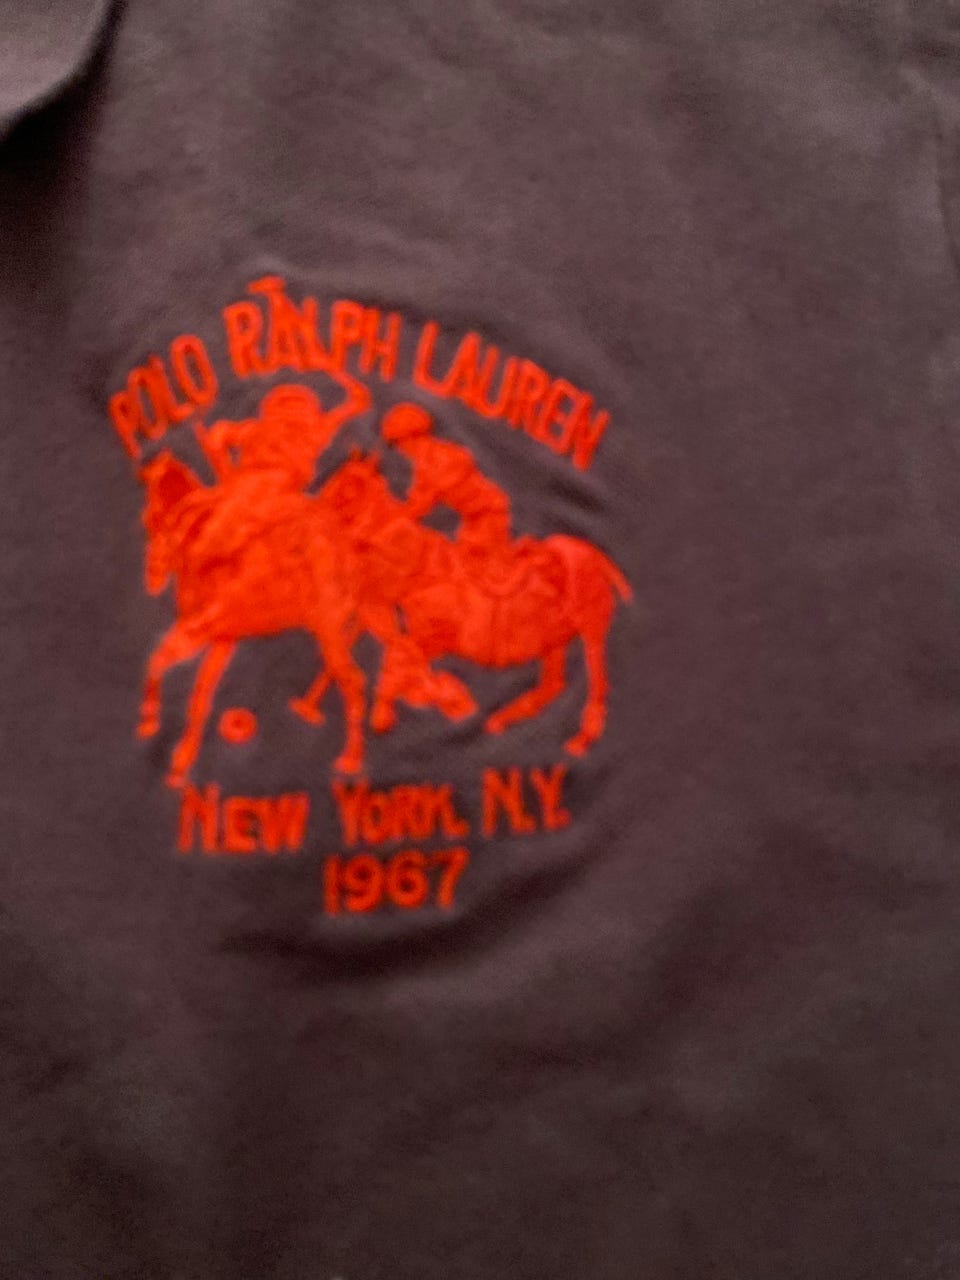 POLO RALPH LAUREN
NEW YORK, N.Y.
1967